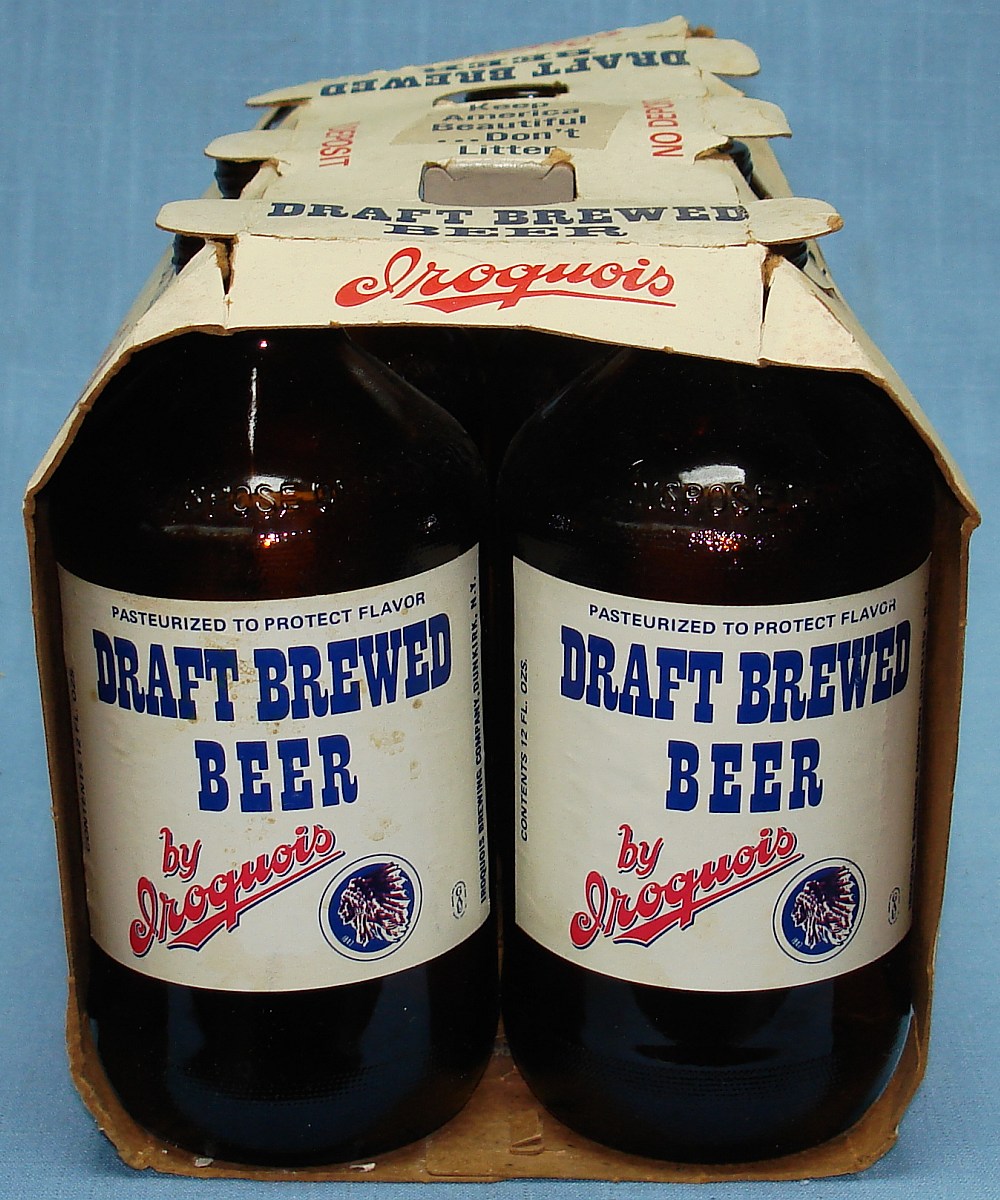 DRAFT BREWED
BEER
Keep
America
Beautiful
...Don't
Litter
NO DEPOSIT
DRAFT BREWED
BEER
Iroquois
PASTEURIZED TO PROTECT FLAVOR
DRAFT BREWED
BEER
by
Iroquois
CONTENTS 12 FL. OZS.
IROQUOIS BREWING COMPANY, DUNKIRK, N.Y.
8
PASTEURIZED TO PROTECT FLAVOR
DRAFT BREWED
BEER
by
Iroquois
CONTENTS 12 FL. OZS.